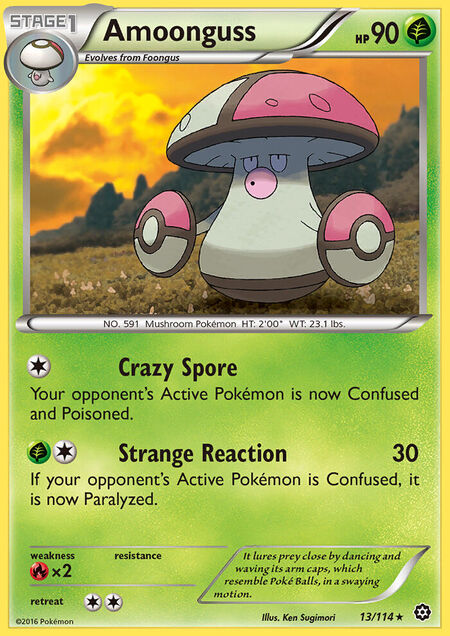 STAGE1
Amoonguss
HP 90
Evolves from Foongus
NO. 591 Mushroom Pokémon HT: 2'00" WT: 23.1 lbs.
Crazy Spore
Your opponent's Active Pokémon is now Confused
and Poisoned.
Strange Reaction 30
If your opponent's Active Pokémon is Confused, it
is now Paralyzed.
weakness resistance
×2
retreat
It lures prey close by dancing and
waving its arm caps, which
resemble Poké Balls, in a swaying
motion.
©2016 Pokémon
Illus. Ken Sugimori
13/114 ★